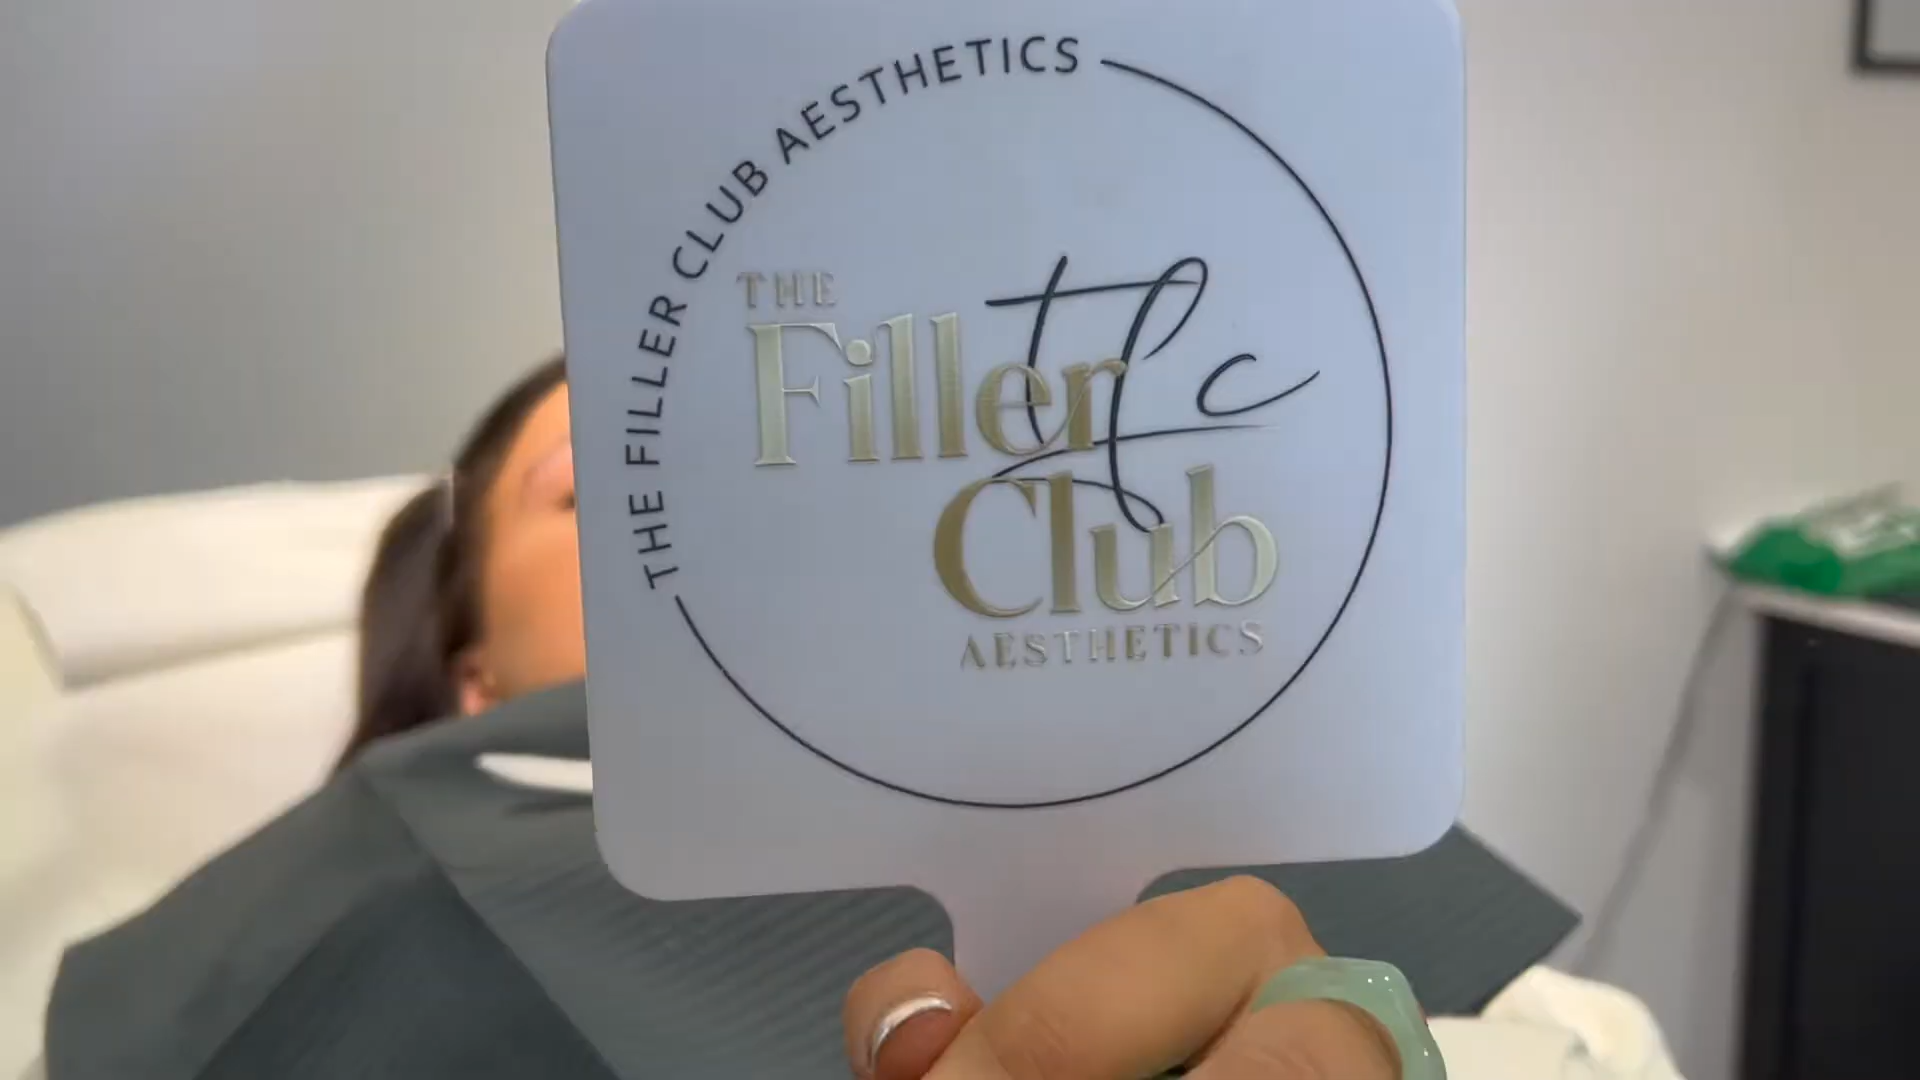 THE FILLER CLUB AESTHETICS
tfc
THE
Filler
Club
AESTHETICS